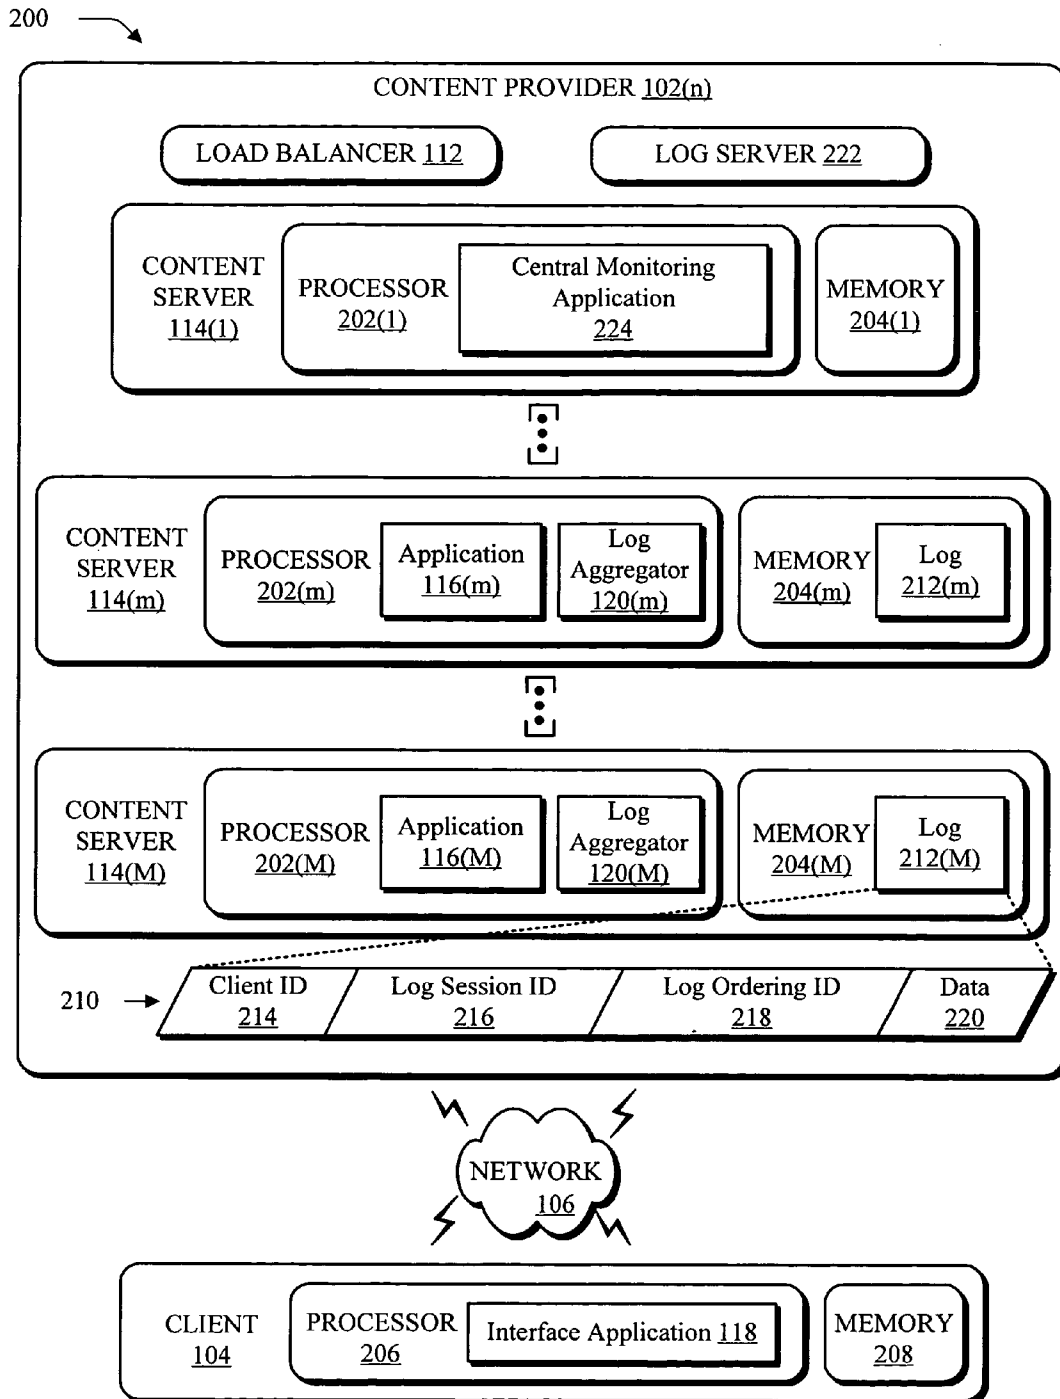 200
CONTENT PROVIDER 102(n)
LOAD BALANCER 112
LOG SERVER 222
CONTENT
SERVER
114(1)
PROCESSOR
202(1)
Central Monitoring
Application
224
MEMORY
204(1)
CONTENT
SERVER
114(m)
PROCESSOR
202(m)
Application
116(m)
Log
Aggregator
120(m)
MEMORY
204(m)
Log
212(m)
CONTENT
SERVER
114(M)
PROCESSOR
202(M)
Application
116(M)
Log
Aggregator
120(M)
MEMORY
204(M)
Log
212(M)
210
Client ID
214
Log Session ID
216
Log Ordering ID
218
Data
220
NETWORK
106
CLIENT
104
PROCESSOR
206
Interface Application 118
MEMORY
208